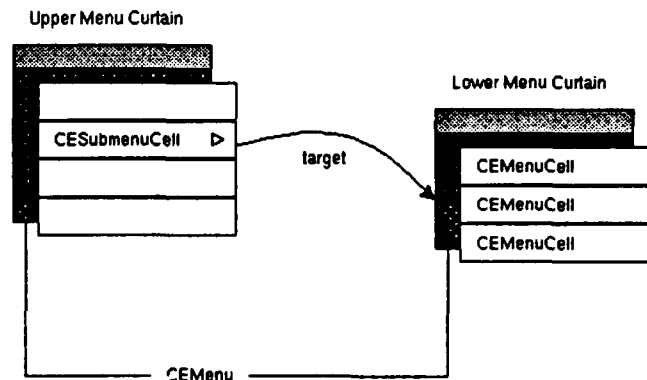 Upper Menu Curtain
Lower Menu Curtain
CESubmenuCell
target
CEMenuCell
CEMenuCell
CEMenuCell
CEMenu